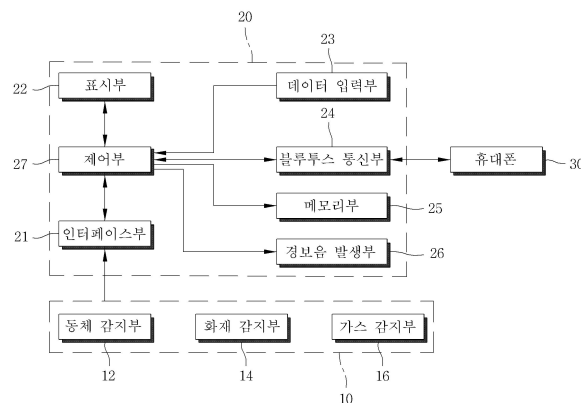 20
23
표시부
데이터 입력부
22
24
제어부
블루투스 통신부
휴대폰
27
30
메모리부
25
인터페이스부
21
경보음 발생부
26
동체 감지부
화재 감지부
가스 감지부
12
14
16
10